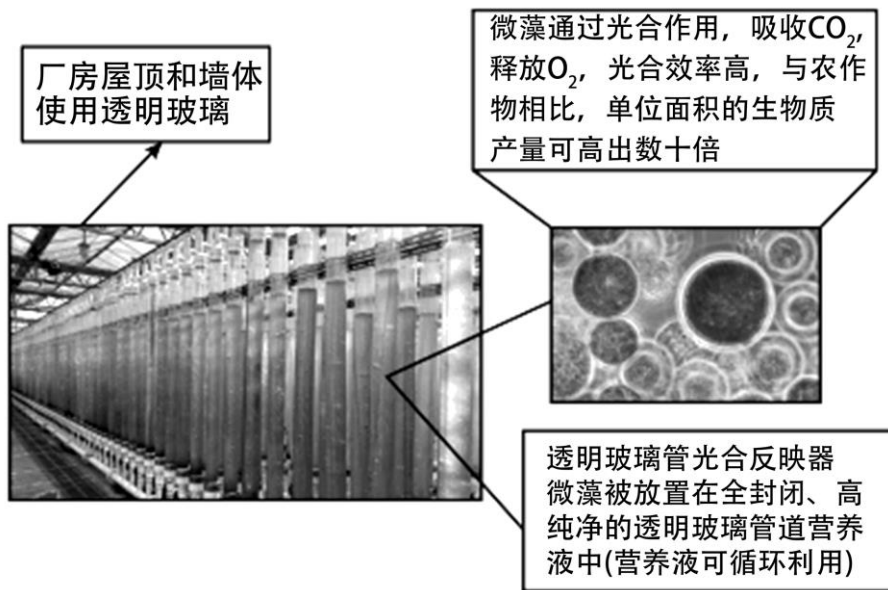 厂房屋顶和墙体
使用透明玻璃
微藻通过光合作用，吸收CO₂，
释放O₂，光合效率高，与农作
物相比，单位面积的生物质
产量可高出数十倍
透明玻璃管光合反映器
微藻被放置在全封闭、高
纯净的透明玻璃管道营养
液中(营养液可循环利用)